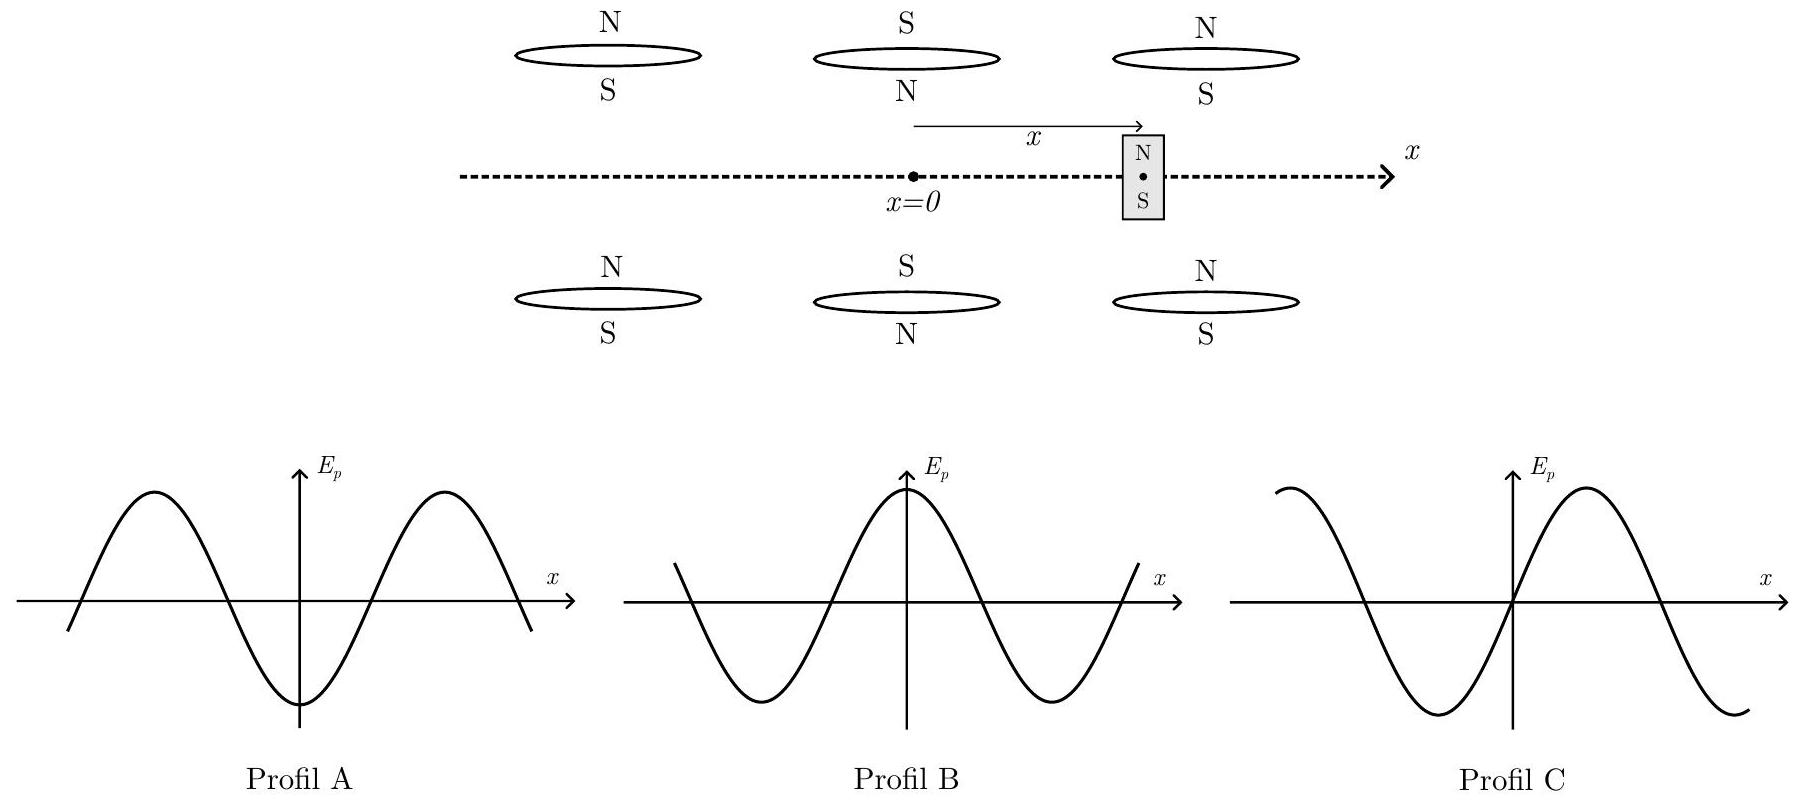 N S N
S N S
x
N
x
S
x=0
N S N
S N S
E_p E_p E_p
x x x
Profil A Profil B Profil C